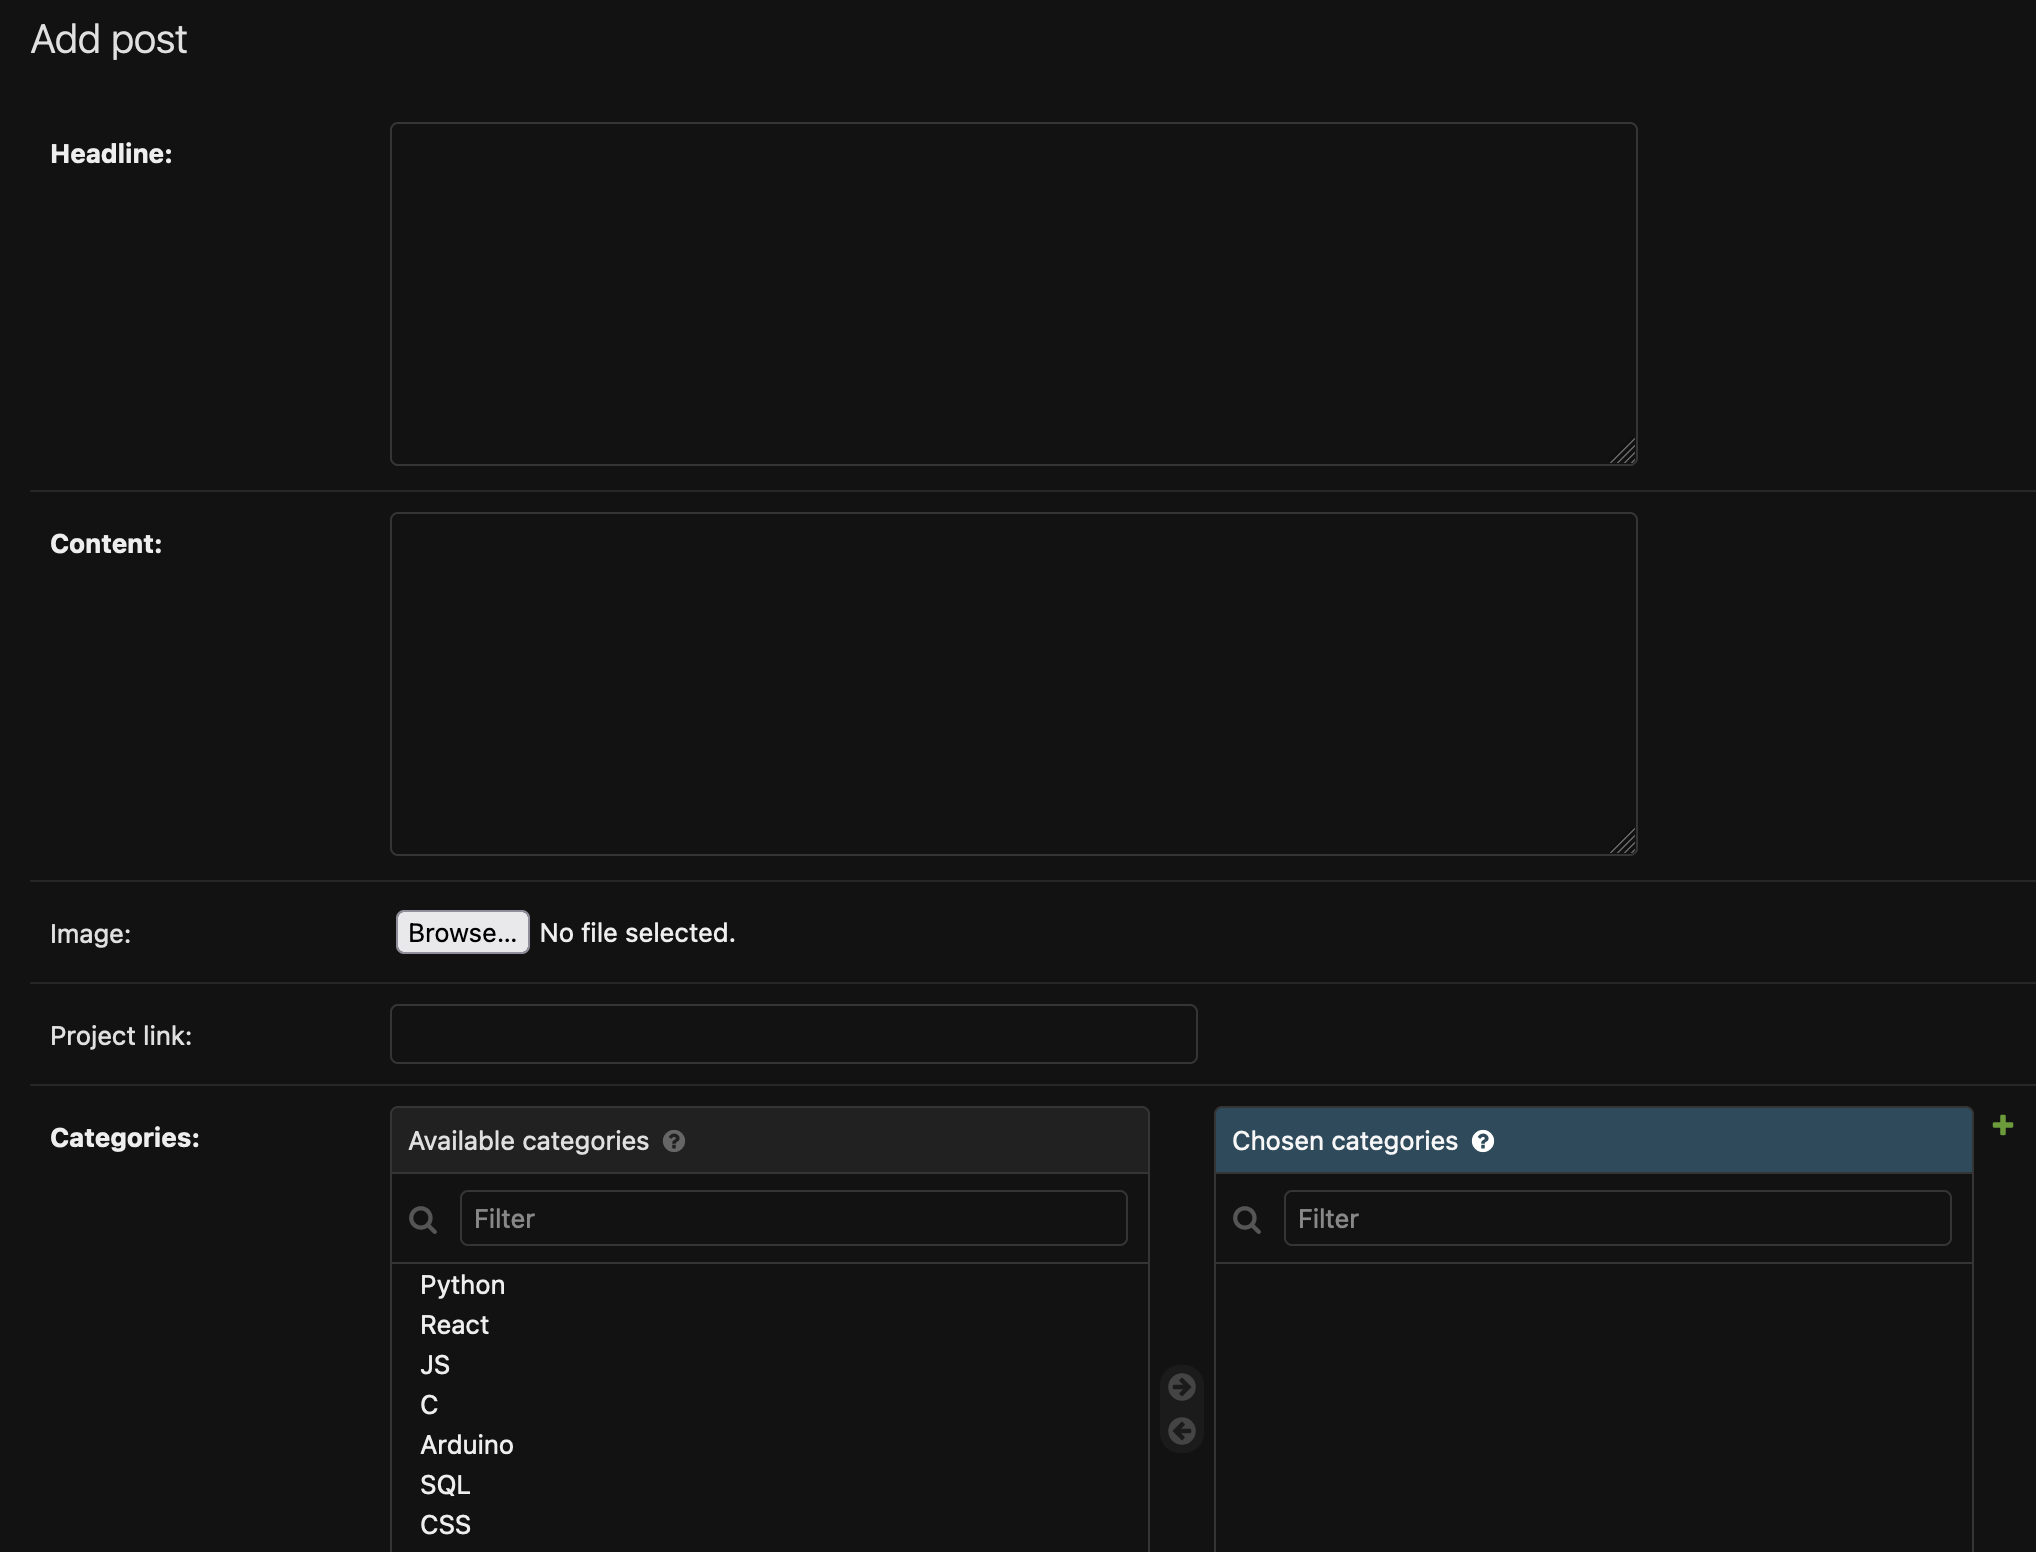 Add post
Headline:
Content:
Image:
Browse... No file selected.
Project link:
Categories:
Available categories ?
Filter
Python
React
JS
C
Arduino
SQL
CSS
Chosen categories ?
Filter